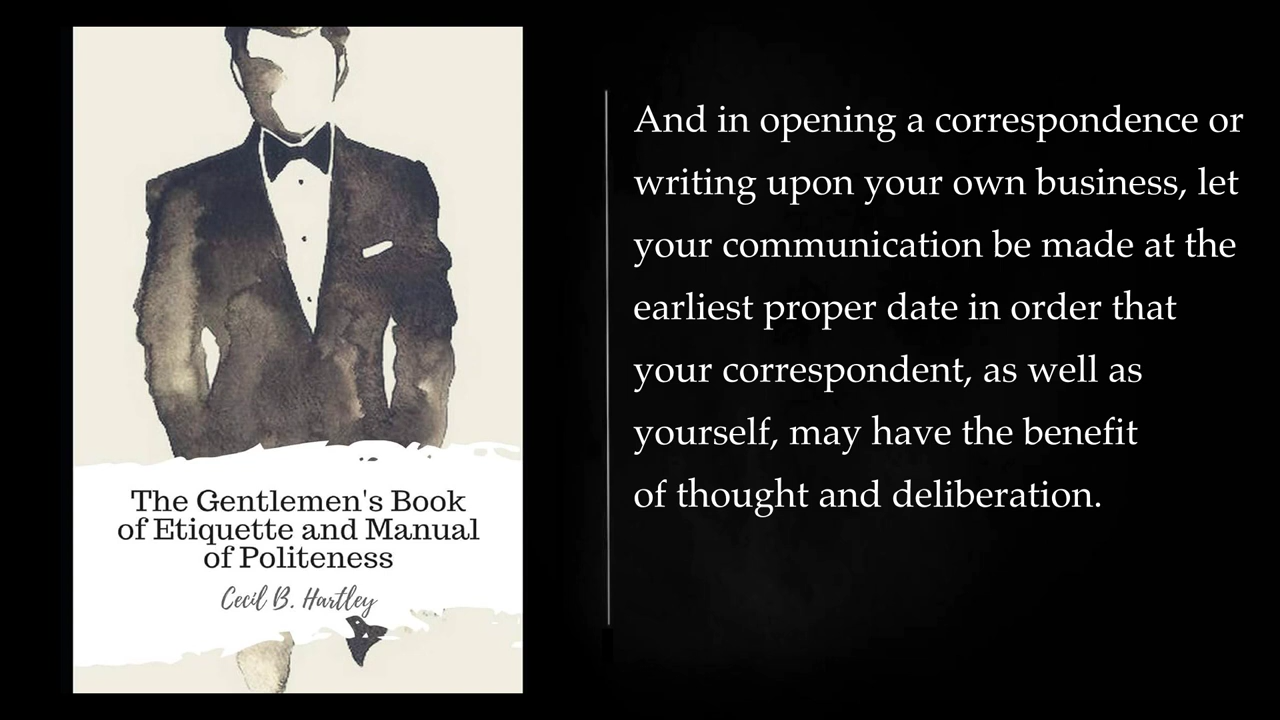 The Gentlemen's Book
of Etiquette and Manual
of Politeness
Cecil B. Hartley
And in opening a correspondence or
writing upon your own business, let
your communication be made at the
earliest proper date in order that
your correspondent, as well as
yourself, may have the benefit
of thought and deliberation.